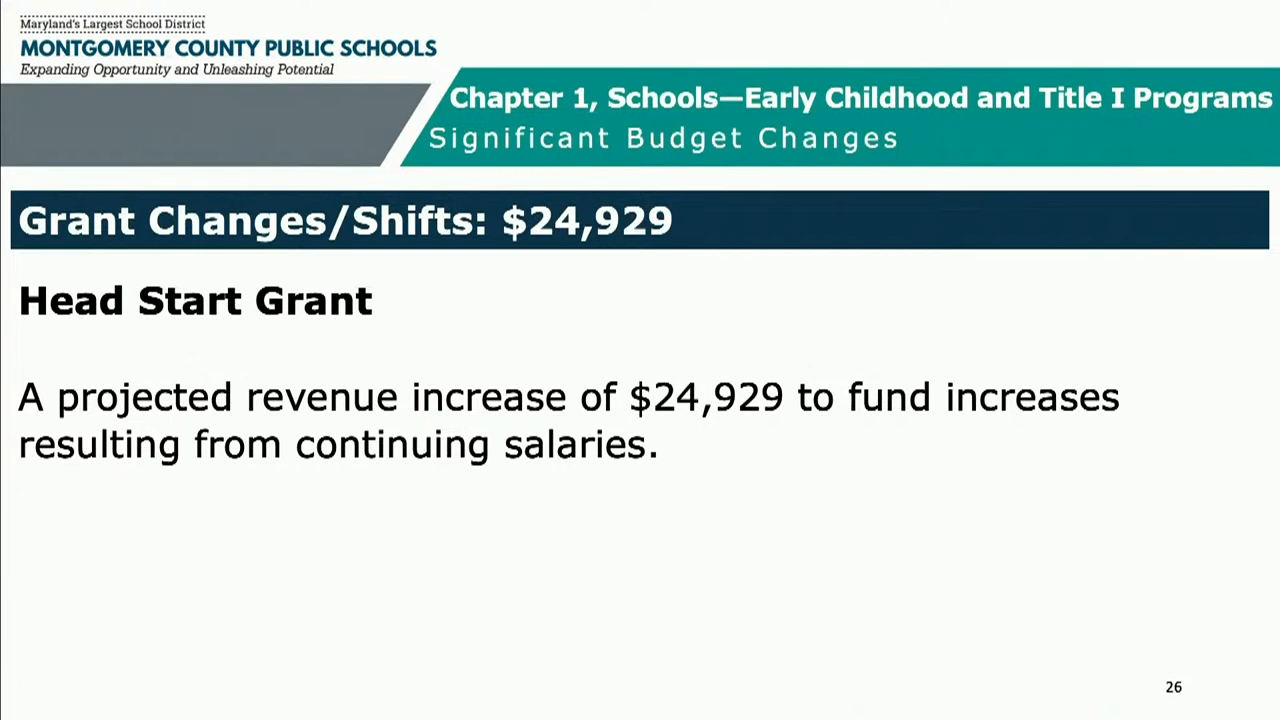 Maryland's Largest School District
MONTGOMERY COUNTY PUBLIC SCHOOLS
Expanding Opportunity and Unleashing Potential
Chapter 1, Schools—Early Childhood and Title I Programs
Significant Budget Changes
Grant Changes/Shifts: $24,929
Head Start Grant
A projected revenue increase of $24,929 to fund increases
resulting from continuing salaries.
26